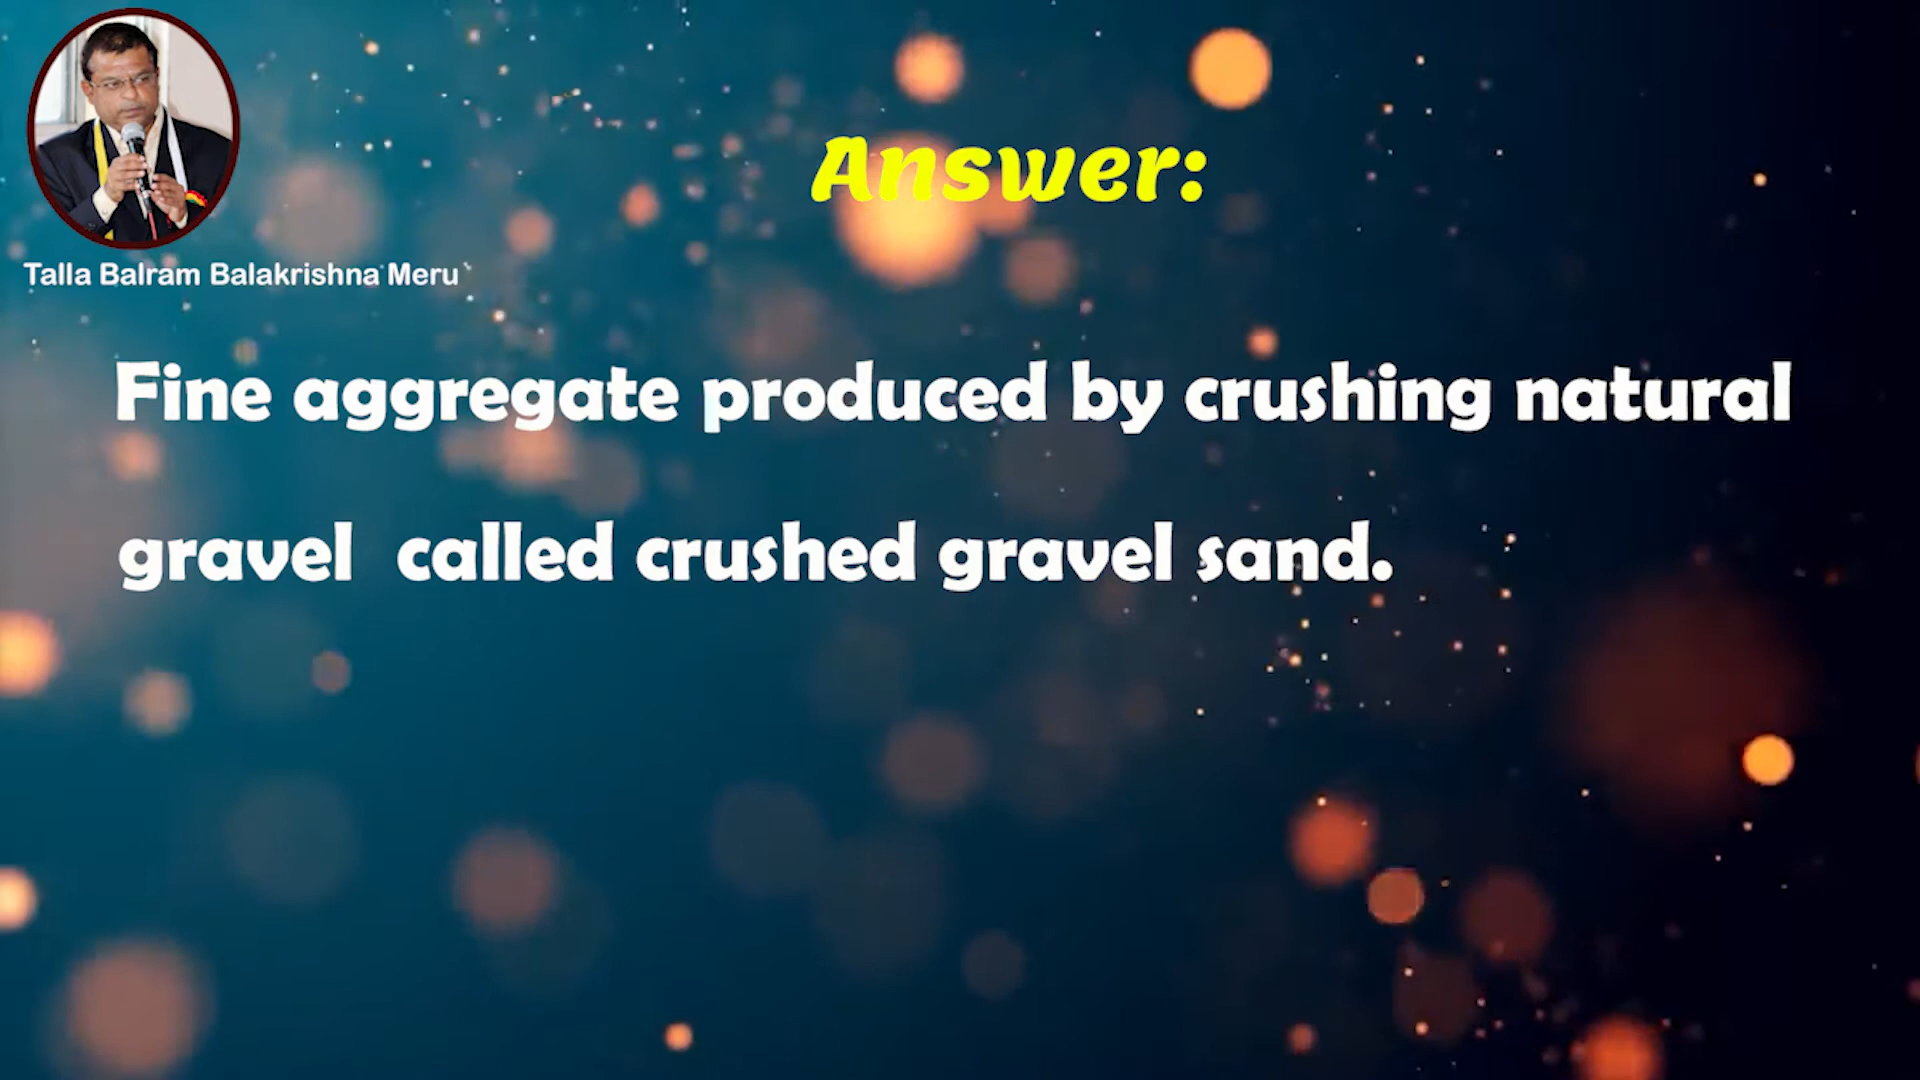 Answer:
Talla Balram Balakrishna Meru
Fine aggregate produced by crushing natural
gravel called crushed gravel sand.